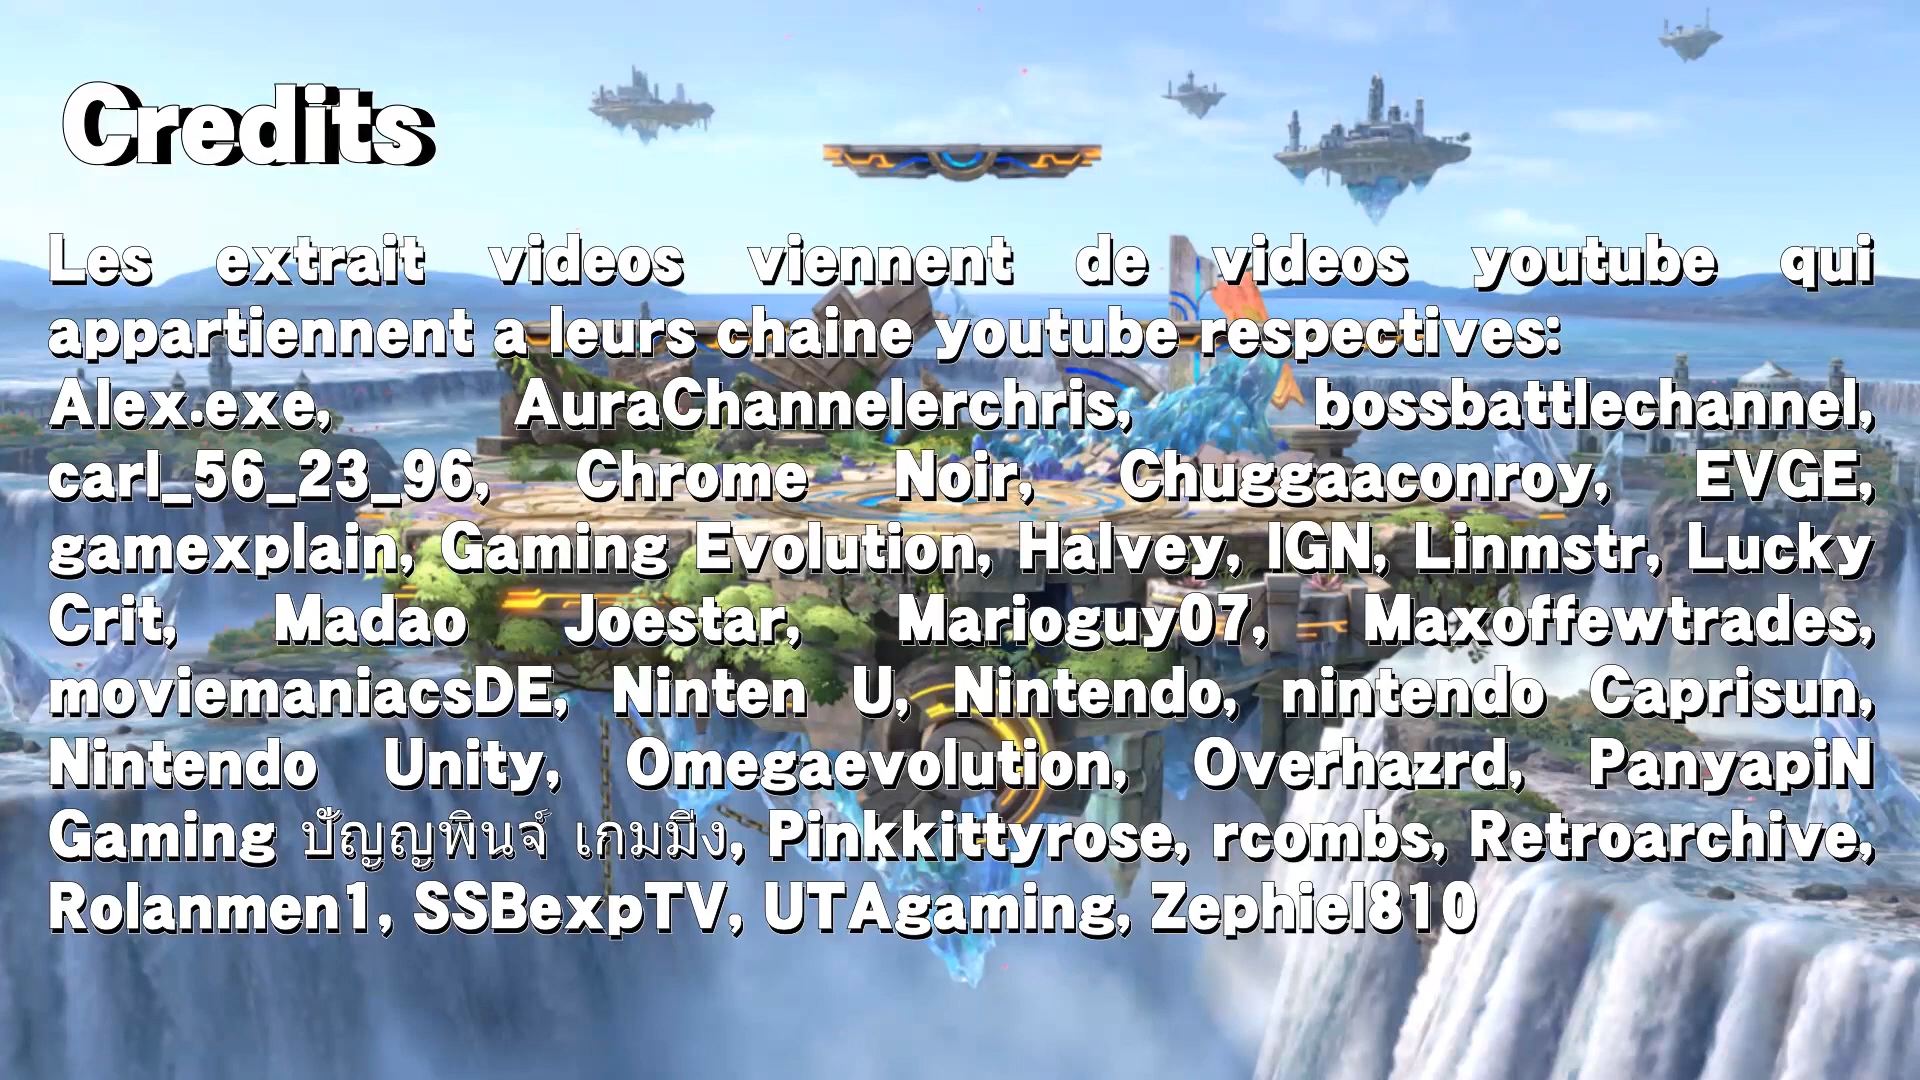 Credits
Les extrait videos viennent de videos youtube qui
appartiennent a leurs chaine youtube respectives:
Alex.exe, AuraChannelerchris, bossbattlechannel,
carl_56_23_96, Chrome Noir, Chuggaaconroy, EVGE,
gamexplain, Gaming Evolution, Halvey, IGN, Linmstr, Lucky
Crit, Madao Joestar, Marioguy07, Maxoffewtrades,
moviemaniacsDE, Ninten U, Nintendo, nintendo Caprisun,
Nintendo Unity, Omegaevolution, Overhazrd, PanyapiN
Gaming ปัญญพินจ์ เกมมิ่ง, Pinkkittyrose, rcombs, Retroarchive,
Rolanmen1, SSBexpTV, UTAgaming, Zephiel810